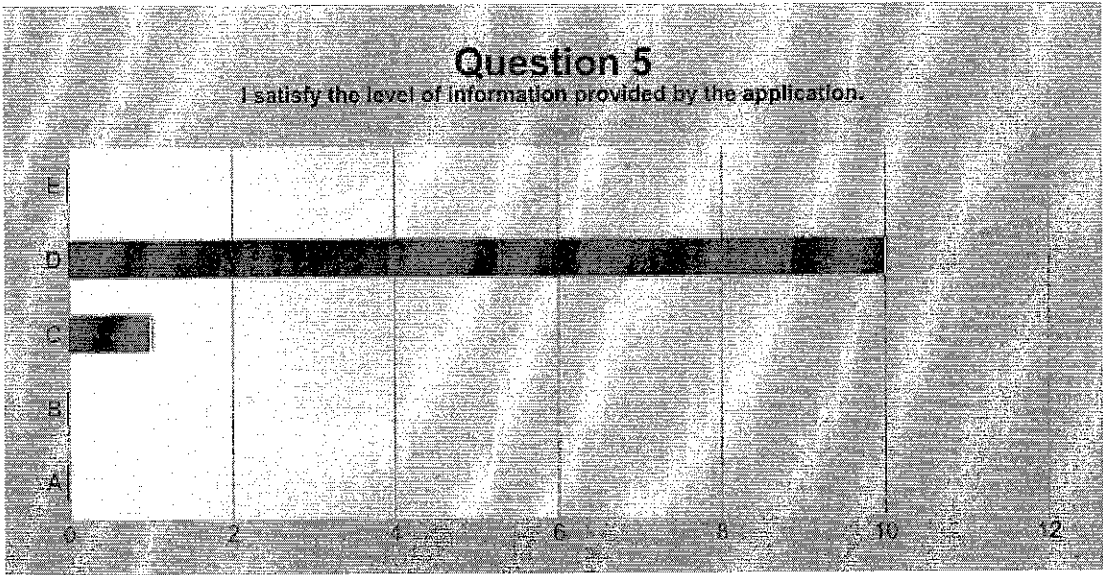 Question 5
I satisfy the level of information provided by the application.
E
D
C
B
A
0 2 4 6 8 10 12